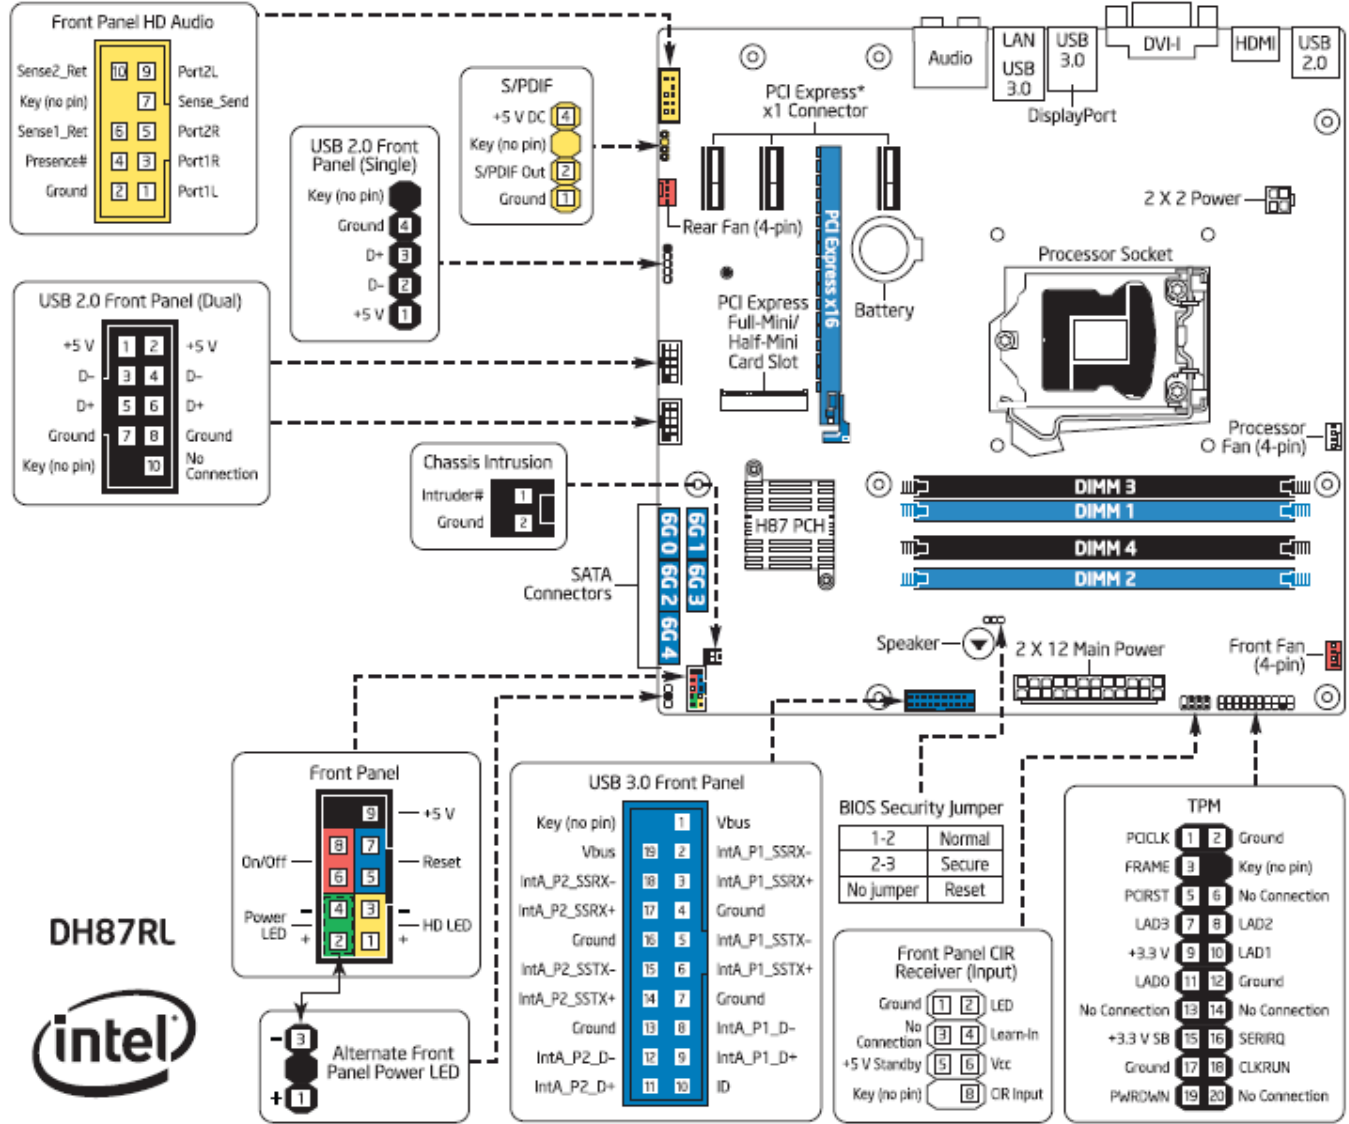 Front Panel HD Audio
Sense2_Ret 10 9 Port2L
Key (no pin) 7 Sense_Send
Sense1_Ret 6 5 Port2R
Presence# 4 3 Port1R
Ground 2 1 Port1L
S/PDIF
+5 V DC 4
Key (no pin)
S/PDIF Out 2
Ground 1
USB 2.0 Front
Panel (Single)
Key (no pin)
Ground 4
D+ 3
D- 2
+5 V 1
USB 2.0 Front Panel (Dual)
+5 V 1 2 +5 V
D- 3 4 D-
D+ 5 6 D+
Ground 7 8 Ground
Key (no pin) 10 No
Connection
Chassis Intrusion
Intruder# 1
Ground 2
Audio
LAN
USB
3.0
USB
3.0
DisplayPort
DVI-I
HDMI
USB
2.0
PCI Express*
x1 Connector
Rear Fan (4-pin)
PCI Express x16
2 X 2 Power
Processor Socket
Battery
PCI Express
Full-Mini/
Half-Mini
Card Slot
Processor
Fan (4-pin)
DIMM 3
DIMM 1
DIMM 4
DIMM 2
H87 PCH
6G 0
6G 1
6G 2
6G 3
6G 4
SATA
Connectors
Speaker
2 X 12 Main Power
Front Fan
(4-pin)
Front Panel
9 +5 V
On/Off 8 7 Reset
6 5
Power
LED
- 4 3 -
+ 2 1 +
HD LED
DH87RL
intel
- 3
+ 1
Alternate Front
Panel Power LED
USB 3.0 Front Panel
Key (no pin) 1 Vbus
Vbus 19 2 IntA_P1_SSRX-
IntA_P2_SSRX- 18 3 IntA_P1_SSRX+
IntA_P2_SSRX+ 17 4 Ground
Ground 16 5 IntA_P1_SSTX-
IntA_P2_SSTX- 15 6 IntA_P1_SSTX+
IntA_P2_SSTX+ 14 7 Ground
Ground 13 8 IntA_P1_D-
IntA_P2_D- 12 9 IntA_P1_D+
IntA_P2_D+ 11 10 ID
BIOS Security Jumper
1-2 Normal
2-3 Secure
No jumper Reset
Front Panel CIR
Receiver (Input)
Ground 1 2 LED
No
Connection 3 4 Learn-In
+5 V Standby 5 6 Vcc
Key (no pin) 8 CIR Input
TPM
PCICLK 1 2 Ground
FRAME 3 Key (no pin)
PCIRST 5 6 No Connection
LAD3 7 8 LAD2
+3.3 V 9 10 LAD1
LAD0 11 12 Ground
No Connection 13 14 No Connection
+3.3 V SB 15 16 SERIRQ
Ground 17 18 CLKRUN
PWRDWN 19 20 No Connection